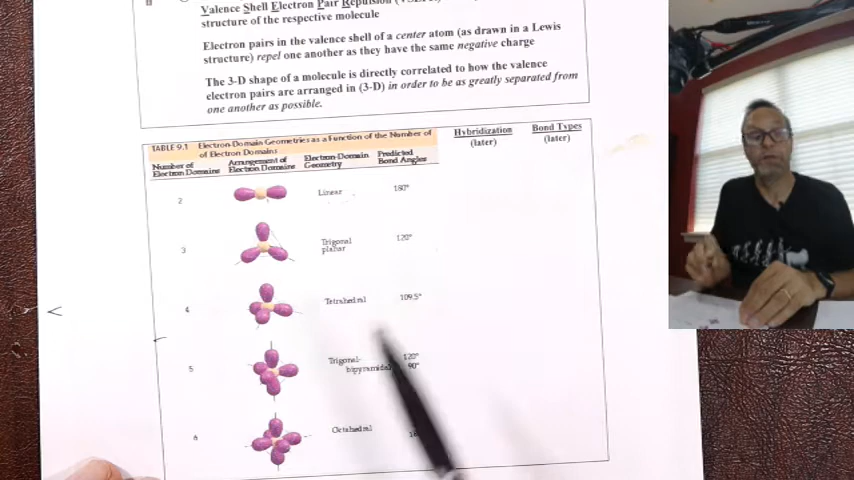 Valence Shell Electron Pair Repulsion
structure of the respective molecule
Electron pairs in the valence shell of a center atom (as drawn in a Lewis
structure) repel one another as they have the same negative charge
The 3-D shape of a molecule is directly correlated to how the valence
electron pairs are arranged in (3-D) in order to be as greatly separated from
one another as possible.
TABLE 9.1 Electron-Domain Geometries as a Function of the Number of
of Electron Domains
Number of Electron Domains Arrangement of Electron Domains Electron-Domain Geometry Predicted Bond Angles Hybridization (later) Bond Types (later)
2 Linear 180°
3 Trigonal planar 120°
4 Tetrahedral 109.5°
5 Trigonal-bipyramidal 120° 90°
6 Octahedral